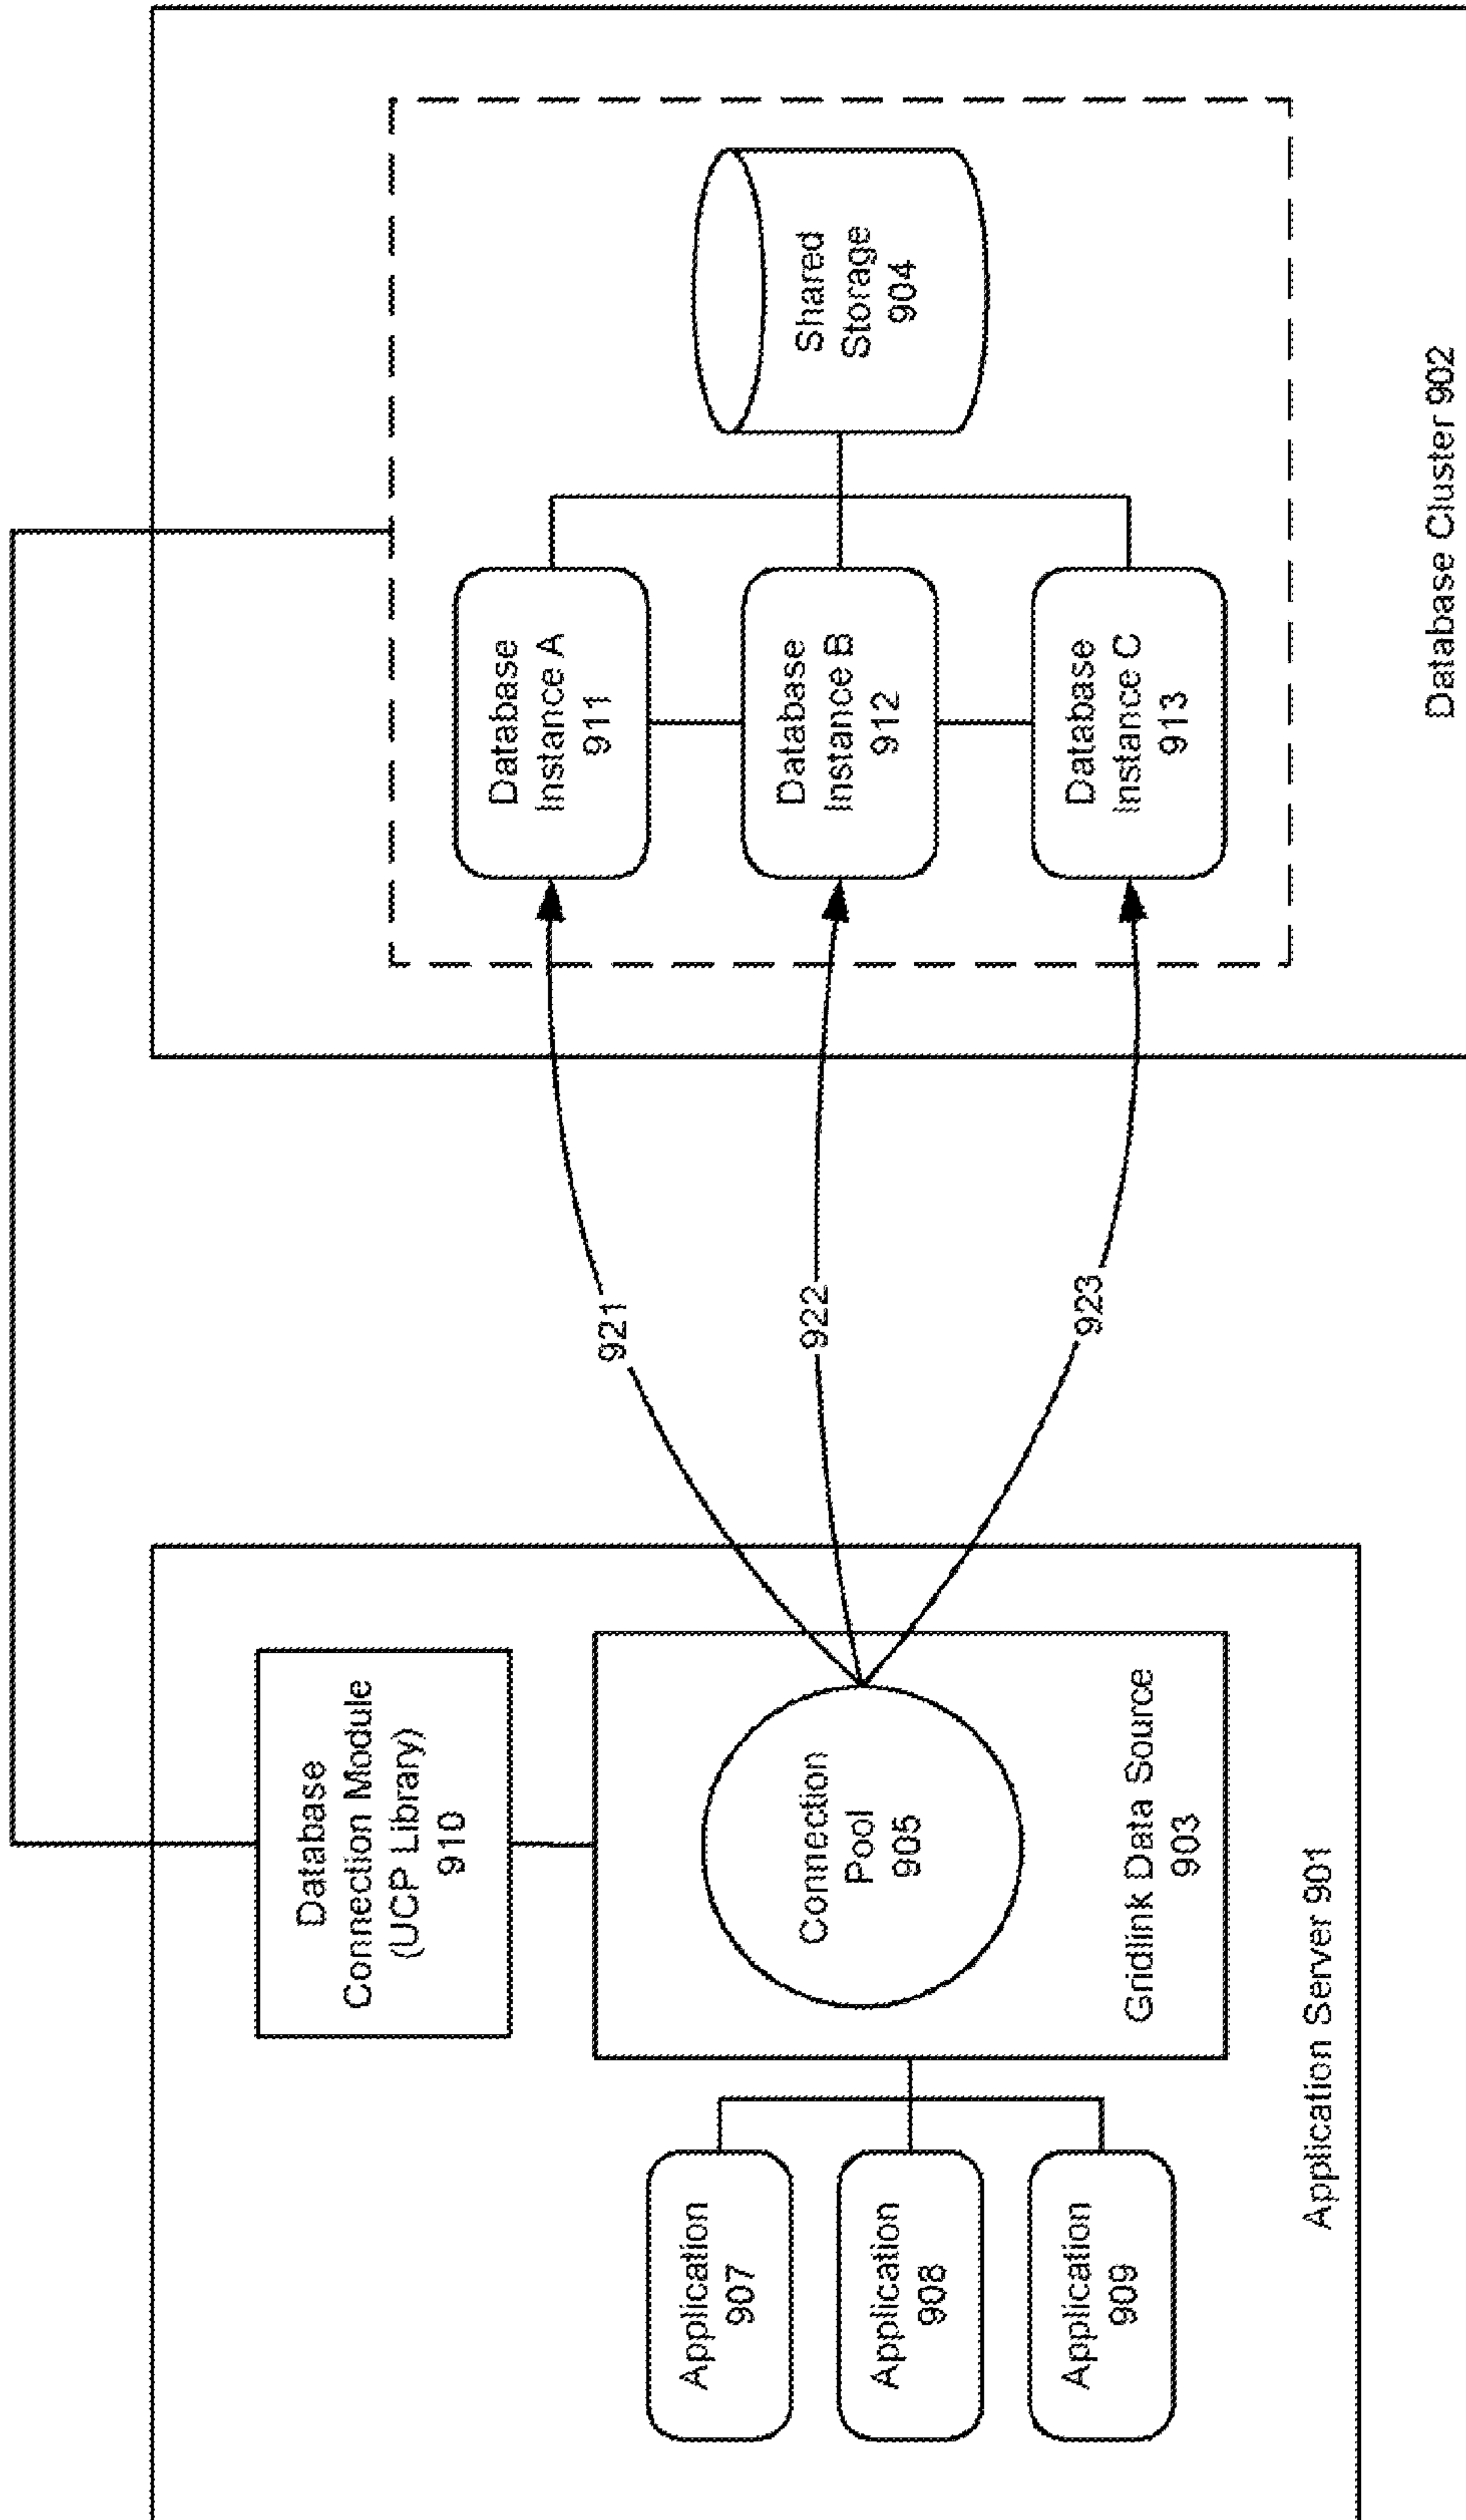 Database
Connection Module
(UCP Library)
910
Connection
Pool
905
Gridlink Data Source
903
Application
907
Application
908
Application
909
Application Server 901
921
922
923
Database
Instance A
911
Database
Instance B
912
Database
Instance C
913
Shared
Storage
904
Database Cluster 902